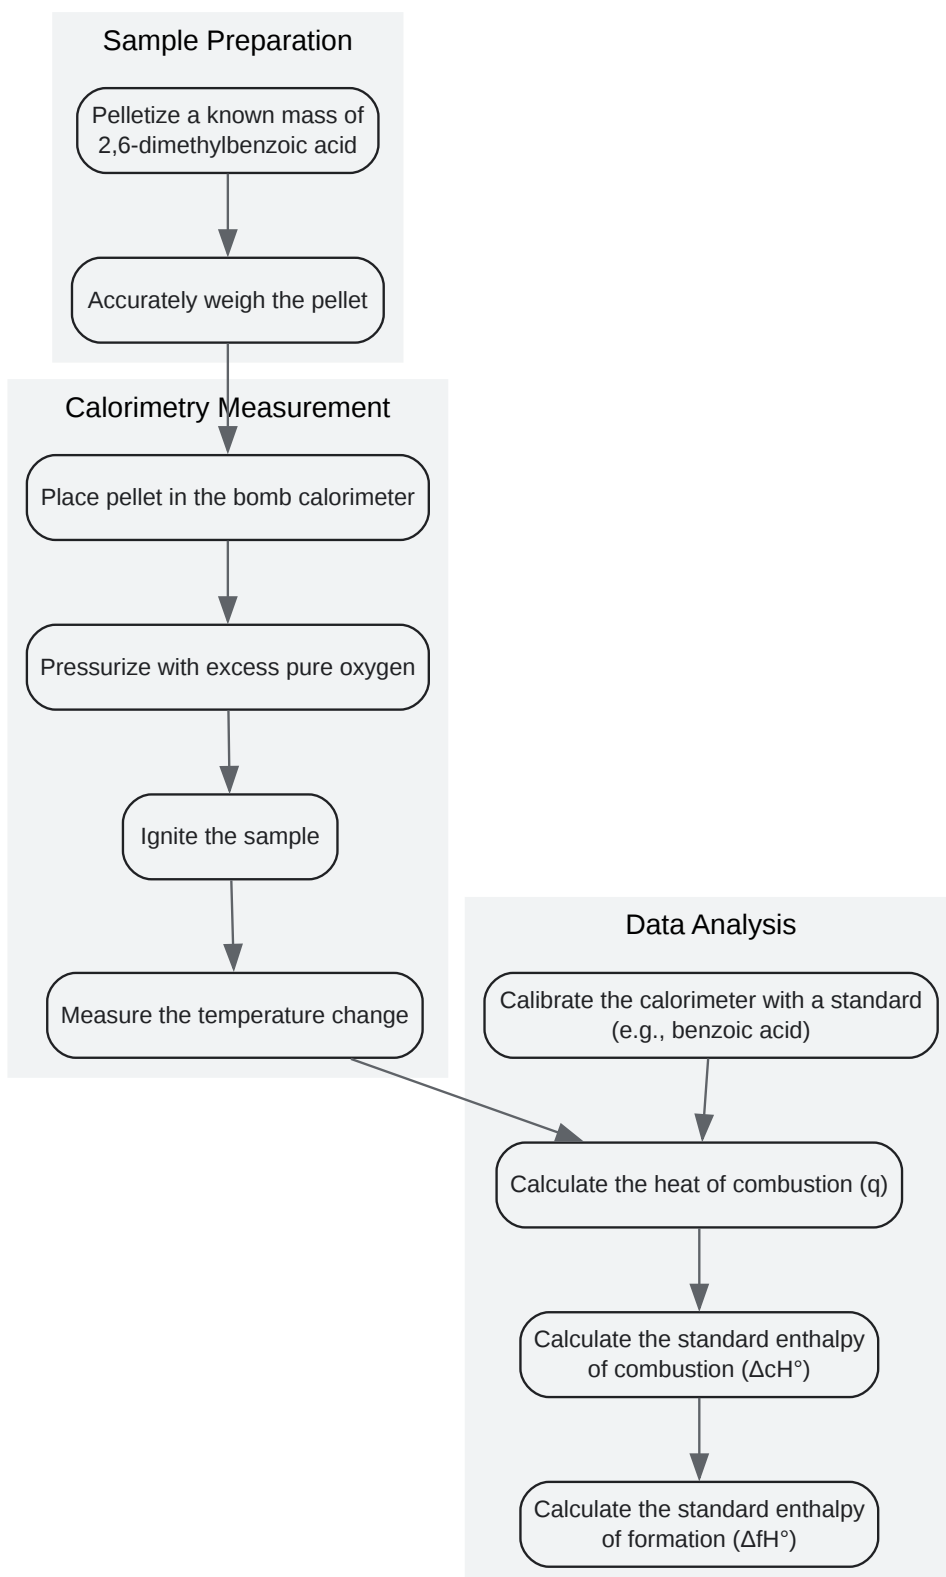 Sample Preparation
Pelletize a known mass of
2,6-dimethylbenzoic acid
Accurately weigh the pellet
Calorimetry Measurement
Place pellet in the bomb calorimeter
Pressurize with excess pure oxygen
Ignite the sample
Measure the temperature change
Data Analysis
Calibrate the calorimeter with a standard
(e.g., benzoic acid)
Calculate the heat of combustion (q)
Calculate the standard enthalpy
of combustion (ΔcH°)
Calculate the standard enthalpy
of formation (ΔfH°)